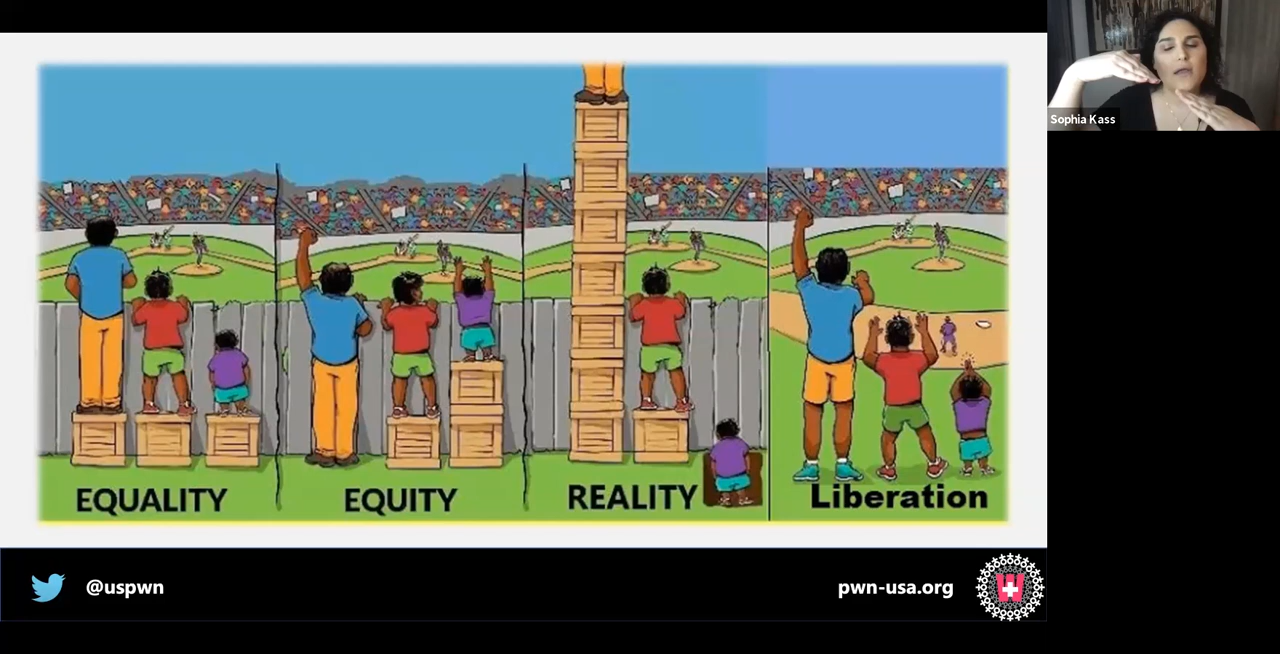 Sophia Kass
EQUALITY
EQUITY
REALITY
Liberation
@uspwn
pwn-usa.org
W